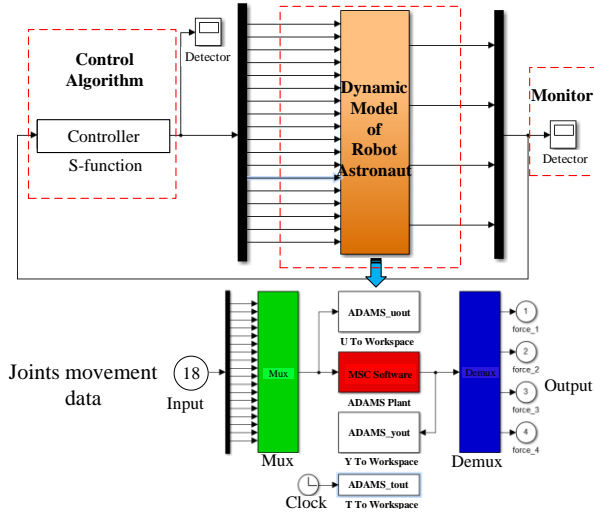 Control
Algorithm
Detector
Controller
S-function
Dynamic
Model
of
Robot
Astronaut
Monitor
Detector
ADAMS_uout
U To Workspace
1
force_1
Joints movement
data
18
Input
Mux
Mux
MSC Software
ADAMS Plant
Demux
Demux
2
force_2
Output
3
force_3
ADAMS_yout
Y To Workspace
4
force_4
Clock
ADAMS_tout
T To Workspace